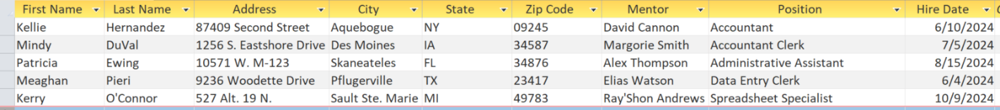 First Name Last Name Address City State Zip Code Mentor Position Hire Date
Kellie Hernandez 87409 Second Street Aquebogue NY 09245 David Cannon Accountant 6/10/2024
Mindy DuVal 1256 S. Eastshore Drive Des Moines IA 34587 Margorie Smith Accountant Clerk 7/5/2024
Patricia Ewing 10571 W. M-123 Skaneateles FL 34876 Alex Thompson Administrative Assistant 8/15/2024
Meaghan Pieri 9236 Woodette Drive Pflugerville TX 23417 Elias Watson Data Entry Clerk 6/4/2024
Kerry O'Connor 527 Alt. 19 N. Sault Ste. Marie MI 49783 Ray'Shon Andrews Spreadsheet Specialist 10/9/2024